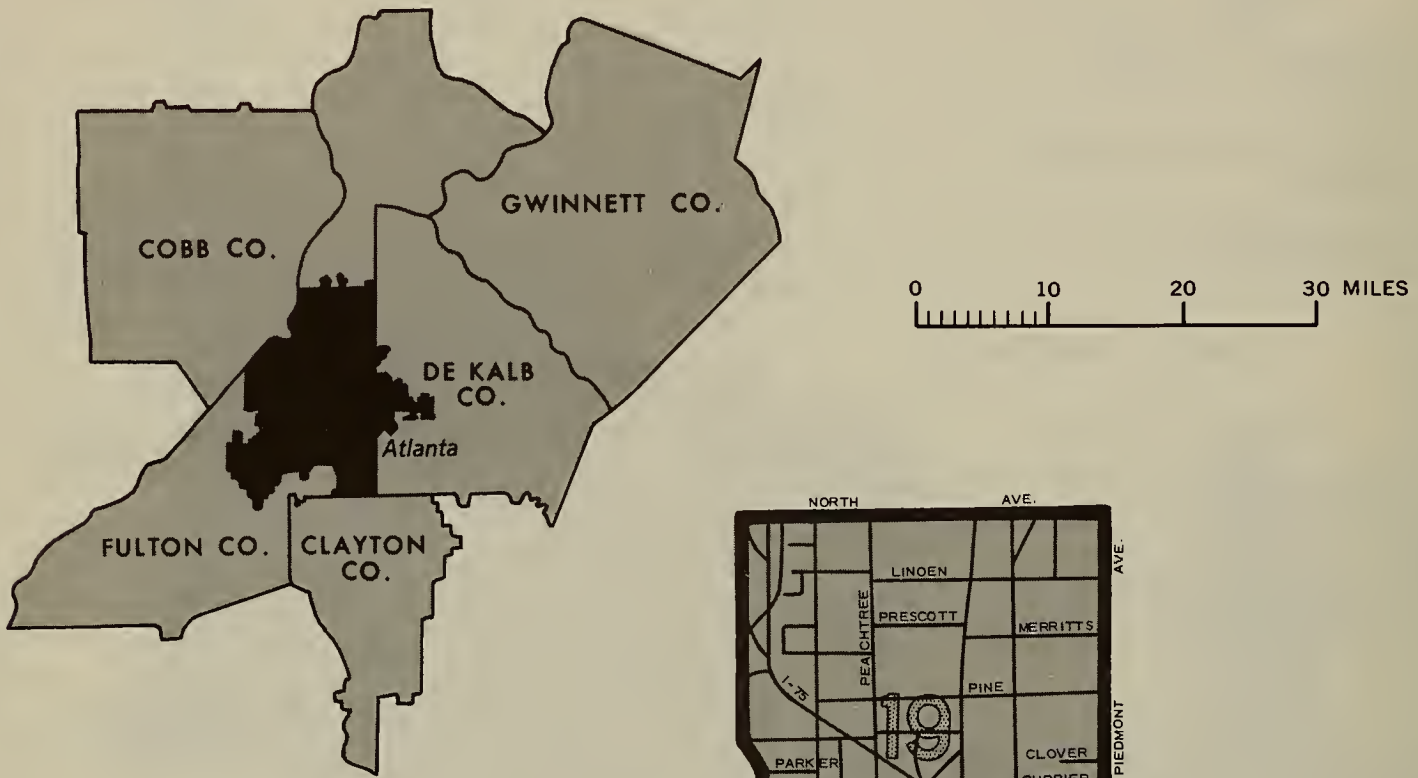 GWINNETT CO.
COBB CO.
0 10 20 30 MILES
DE KALB
CO.
Atlanta
FULTON CO.
CLAYTON
CO.
NORTH AVE.
AVE.
LINOEN
PEACHTREE
PRESCOTT
MERRITTS
I-75
PINE
19
PIEDMONT
CLOVER
PARKER
CURRIER